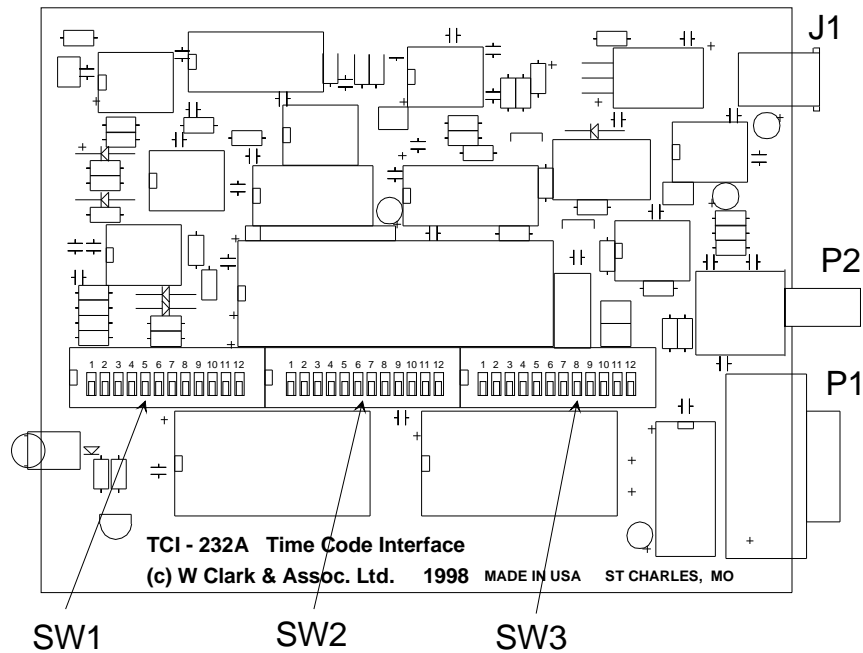 J1
P2
P1
1 2 3 4 5 6 7 8 9 10 11 12
1 2 3 4 5 6 7 8 9 10 11 12
1 2 3 4 5 6 7 8 9 10 11 12
TCI - 232A Time Code Interface
(c) W Clark & Assoc. Ltd. 1998 MADE IN USA ST CHARLES, MO
SW1
SW2
SW3